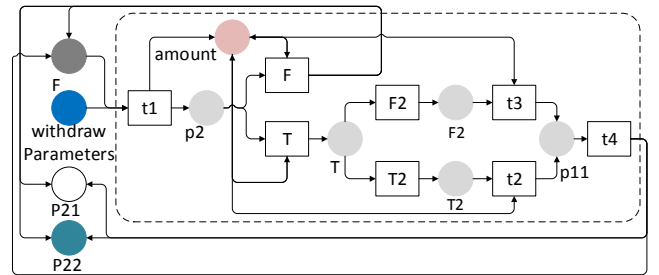 amount
F
F
t1
p2
withdraw
Parameters
T
T
F2
F2
t3
T2
T2
t2
p11
t4
P21
P22